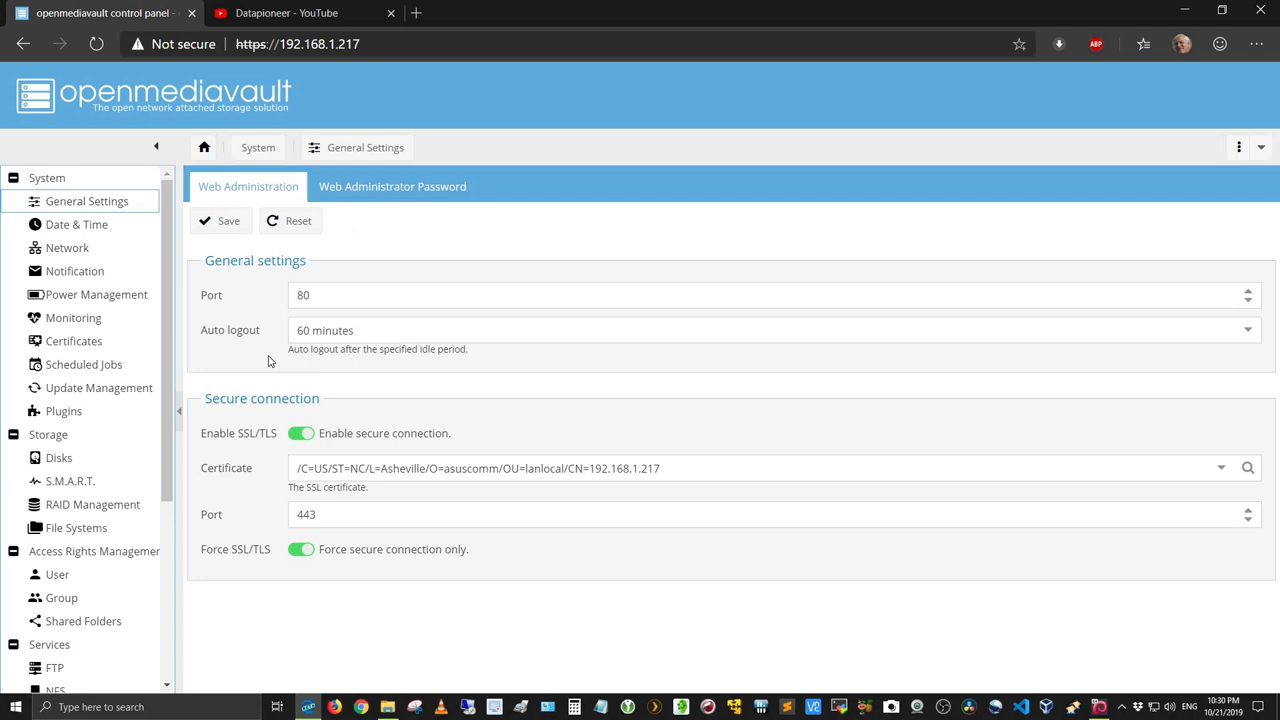 openmediavault control panel -
Datapioneer - YouTube
Not secure
https://192.168.1.217
ABP
openmediavault
The open network attached storage solution
System
General Settings
System
General Settings
Date & Time
Network
Notification
Power Management
Monitoring
Certificates
Scheduled Jobs
Update Management
Plugins
Storage
Disks
S.M.A.R.T.
RAID Management
File Systems
Access Rights Managemen
User
Group
Shared Folders
Services
FTP
NFS
Web Administration
Web Administrator Password
Save
Reset
General settings
Port
80
Auto logout
60 minutes
Auto logout after the specified idle period.
Secure connection
Enable SSL/TLS
Enable secure connection.
Certificate
/C=US/ST=NC/L=Asheville/O=asuscomm/OU=lanlocal/CN=192.168.1.217
The SSL certificate.
Port
443
Force SSL/TLS
Force secure connection only.
Type here to search
10:30 PM
10/21/2019